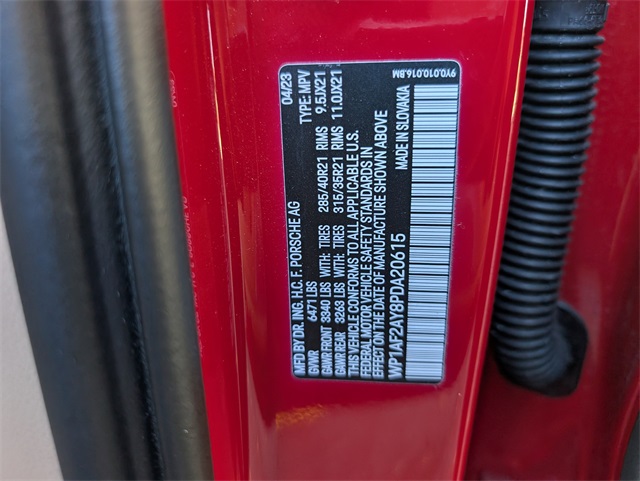 04/23
MFD BY DR. ING. H.C. F. PORSCHE AG TYPE: MPV
GVWR 6471 LBS
GAWR FRONT 3340 LBS WITH: TIRES 285/40R21 RIMS 9.5JX21
GAWR REAR 3263 LBS WITH: TIRES 315/35R21 RIMS 11.0JX21
THIS VEHICLE CONFORMS TO ALL APPLICABLE U.S.
FEDERAL MOTOR VEHICLE SAFETY STANDARDS IN
EFFECT ON THE DATE OF MANUFACTURE SHOWN ABOVE
WP1AF2AY8PDA20615 MADE IN SLOVAKIA
9Y0.010.016.BM